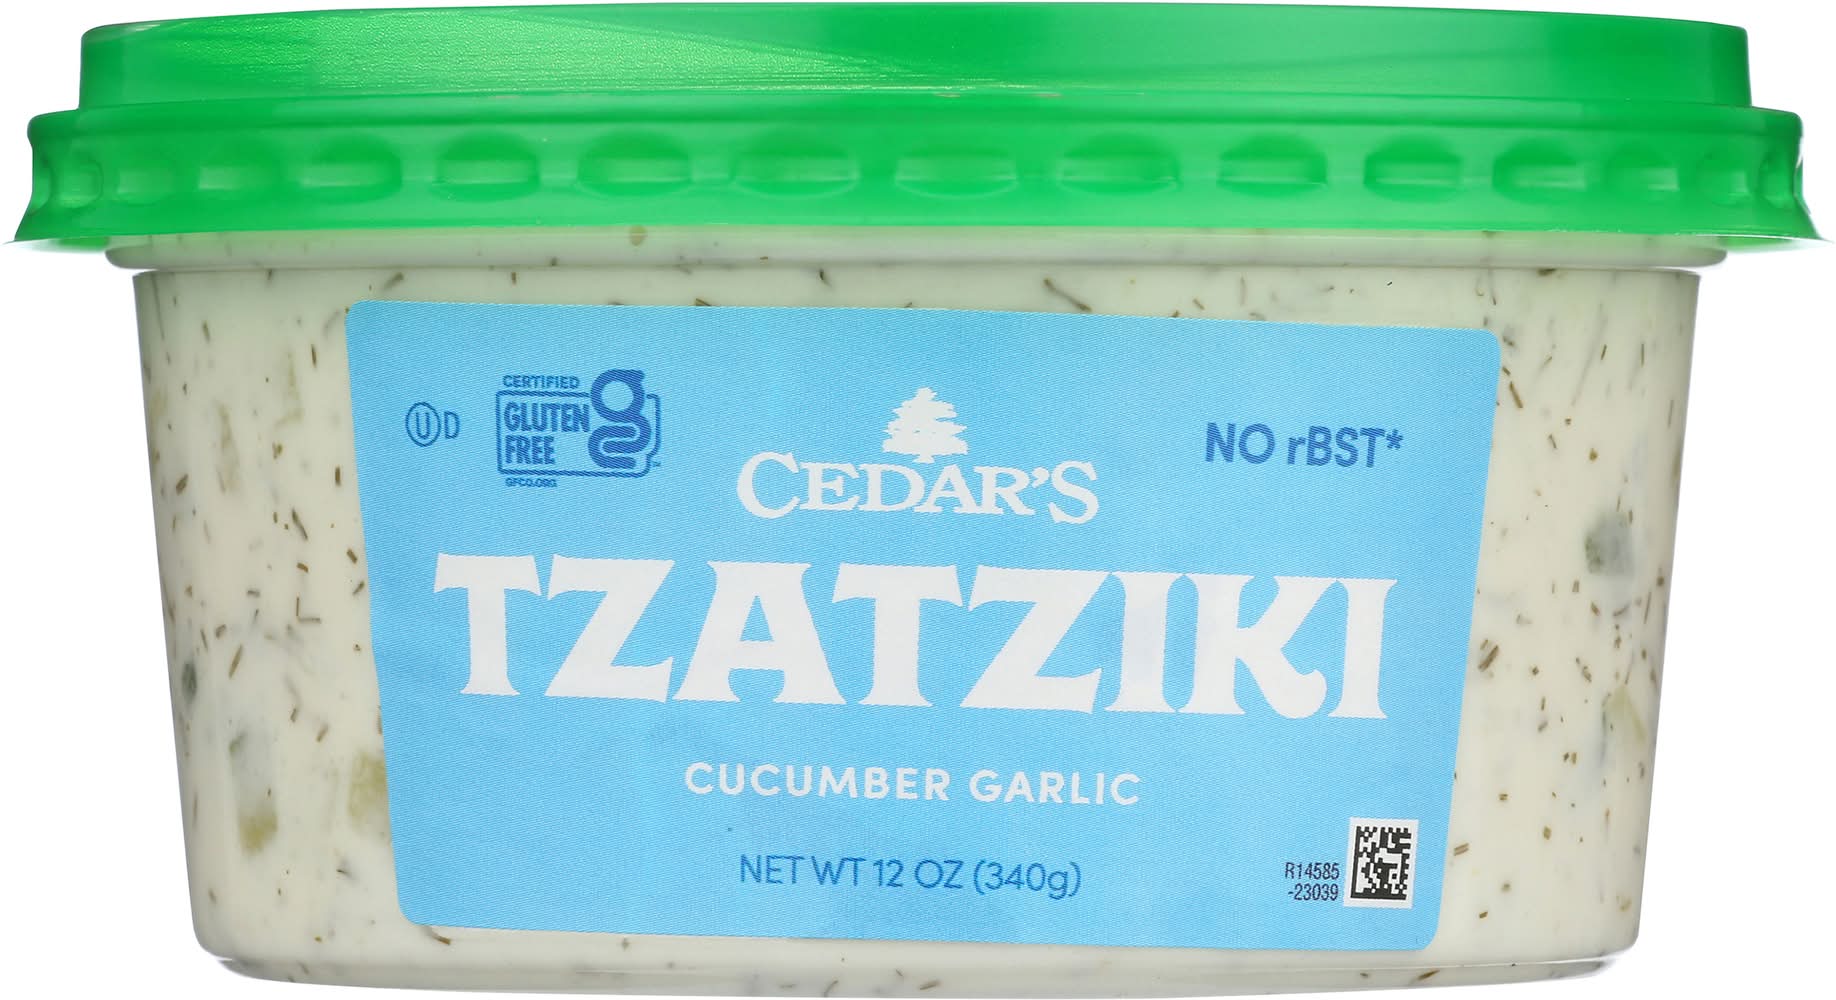 CERTIFIED
GLUTEN
FREE
GFCO.ORG
U D
CEDAR'S
NO rBST*
TZATZIKI
CUCUMBER GARLIC
NET WT 12 OZ (340g)
R14585
-23039